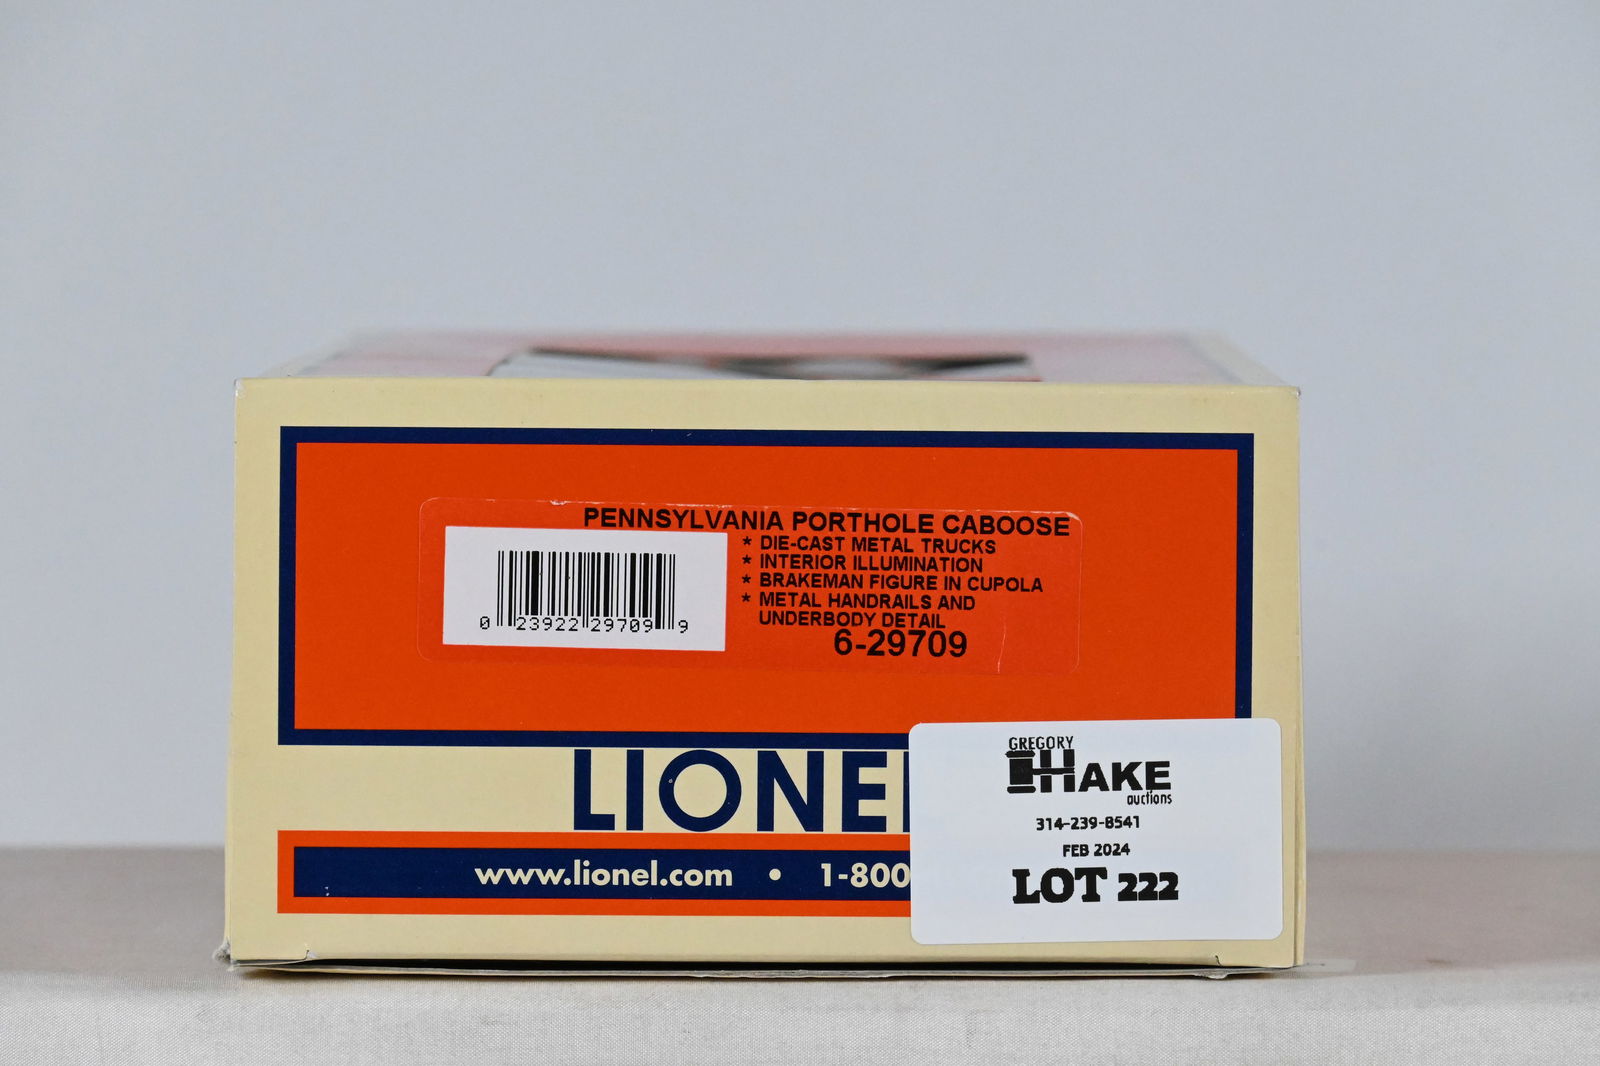 PENNSYLVANIA PORTHOLE CABOOSE
* DIE-CAST METAL TRUCKS
* INTERIOR ILLUMINATION
* BRAKEMAN FIGURE IN CUPOLA
* METAL HANDRAILS AND
UNDERBODY DETAIL
6-29709
0 23922 29709 9
LIONEL
www.lionel.com • 1-800
GREGORY
HAKE
auctions
314-239-8541
FEB 2024
LOT 222